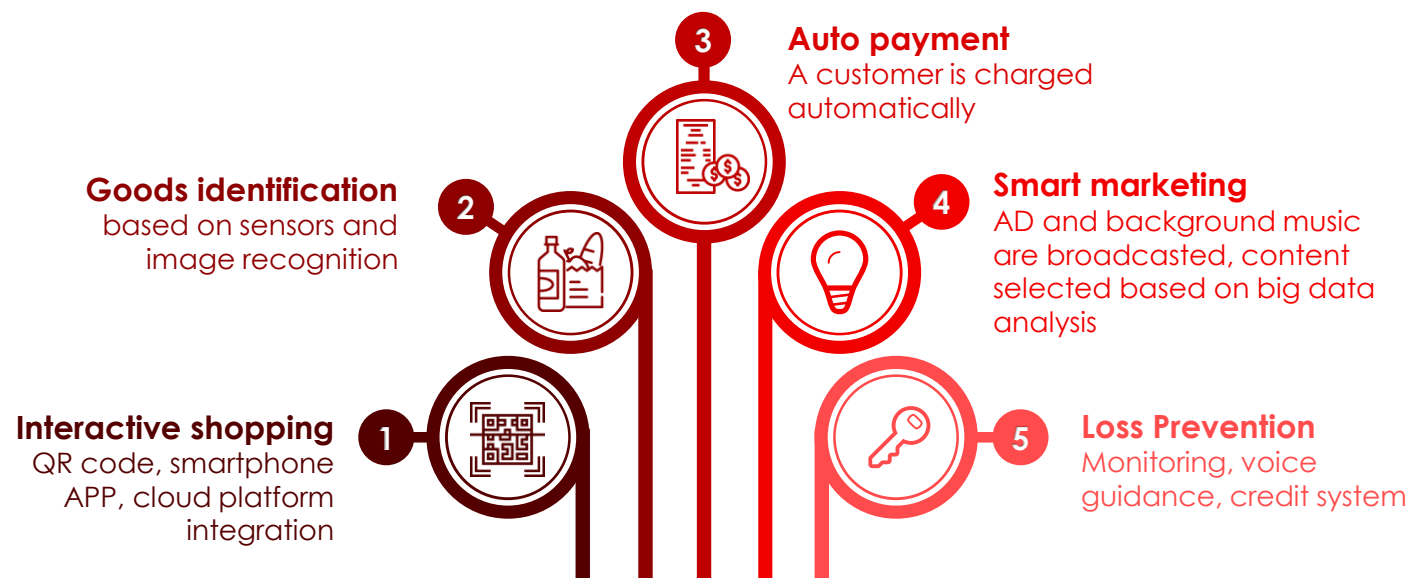 1
Interactive shopping
QR code, smartphone
APP, cloud platform
integration
2
Goods identification
based on sensors and
image recognition
3
Auto payment
A customer is charged
automatically
4
Smart marketing
AD and background music
are broadcasted, content
selected based on big data
analysis
5
Loss Prevention
Monitoring, voice
guidance, credit system